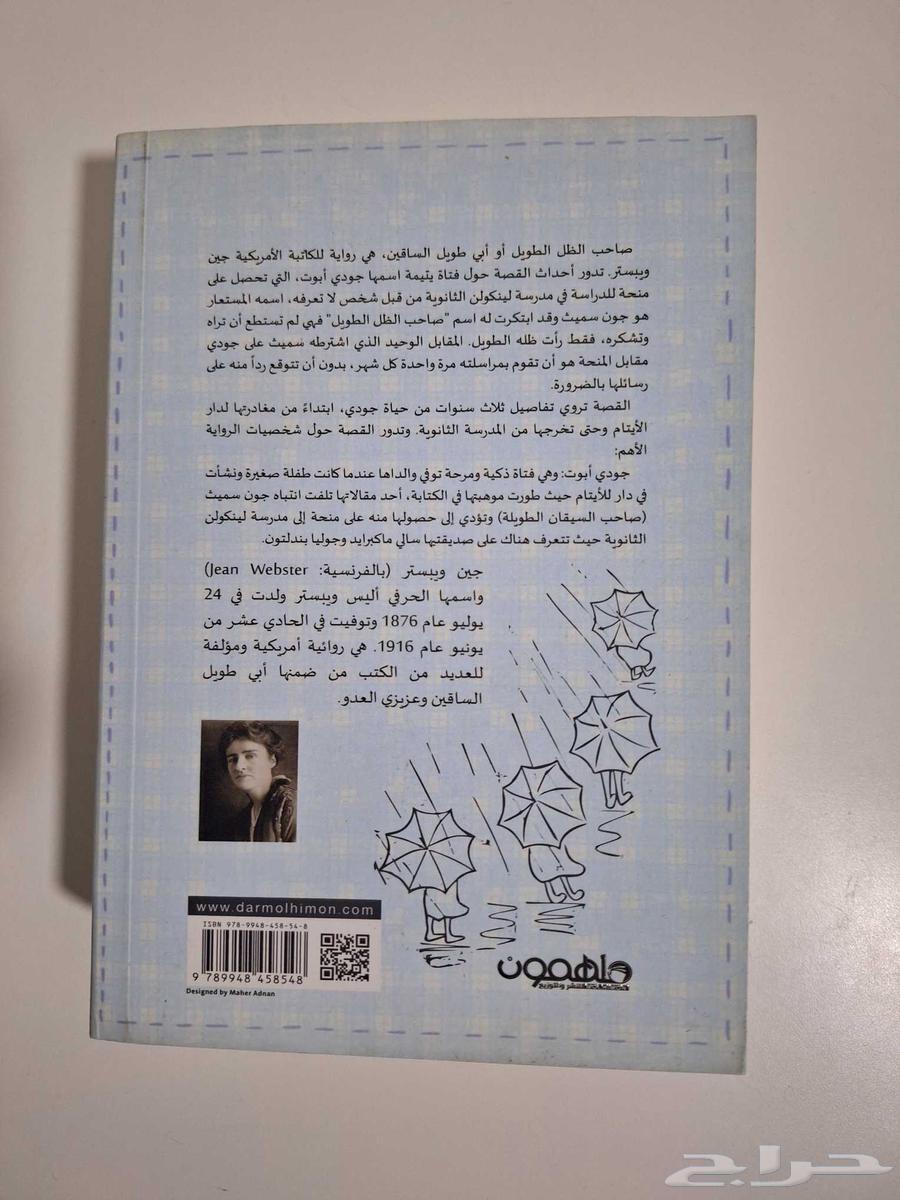 صاحب الظل الطويل أو أبي طويل الساقين، هي رواية للكاتبة الأمريكية جين
ويبستر. تدور أحداث القصة حول فتاة يتيمة اسمها جودي أبوت، التي تحصل على
منحة للدراسة في مدرسة لينكولن الثانوية من قبل شخص لا تعرفه، اسمه المستعار
هو جون سميث وقد ابتكرت له اسم "صاحب الظل الطويل" فهي لم تستطع أن تراه
وتشكره، فقط رأت ظله الطويل. المقابل الوحيد الذي اشترطه سميث على جودي
مقابل المنحة هو أن تقوم بمراسلته مرة واحدة كل شهر، بدون أن تتوقع رداً منه على
رسائلها بالضرورة.
القصة تروي تفاصيل ثلاث سنوات من حياة جودي، ابتداءً من مغادرتها لدار
الأيتام وحتى تخرجها من المدرسة الثانوية. وتدور القصة حول شخصيات الرواية
الأهم:
جودي أبوت: وهي فتاة ذكية ومرحة توفي والداها عندما كانت طفلة صغيرة ونشأت
في دار للأيتام حيث طورت موهبتها في الكتابة، أحد مقالاتها تلفت انتباه جون سميث
(صاحب السيقان الطويلة) وتؤدي إلى حصولها منه على منحة إلى مدرسة لينكولن
الثانوية حيث تتعرف هناك على صديقتيها سالي ماكبرايد وجوليا بندلتون.
جين ويبستر (بالفرنسية: Jean Webster)
واسمها الحرفي أليس ويبستر ولدت في 24
يوليو عام 1876 وتوفيت في الحادي عشر من
يونيو عام 1916. هي روائية أمريكية ومؤلفة
للعديد من الكتب من ضمنها أبي طويل
الساقين وعزيزي العدو.
www.darmolhimon.com
ISBN 978-9948-458-54-8
9 789948 458548
Designed by Maher Adnan
ملهمون
للنشر والتوزيع
حراج